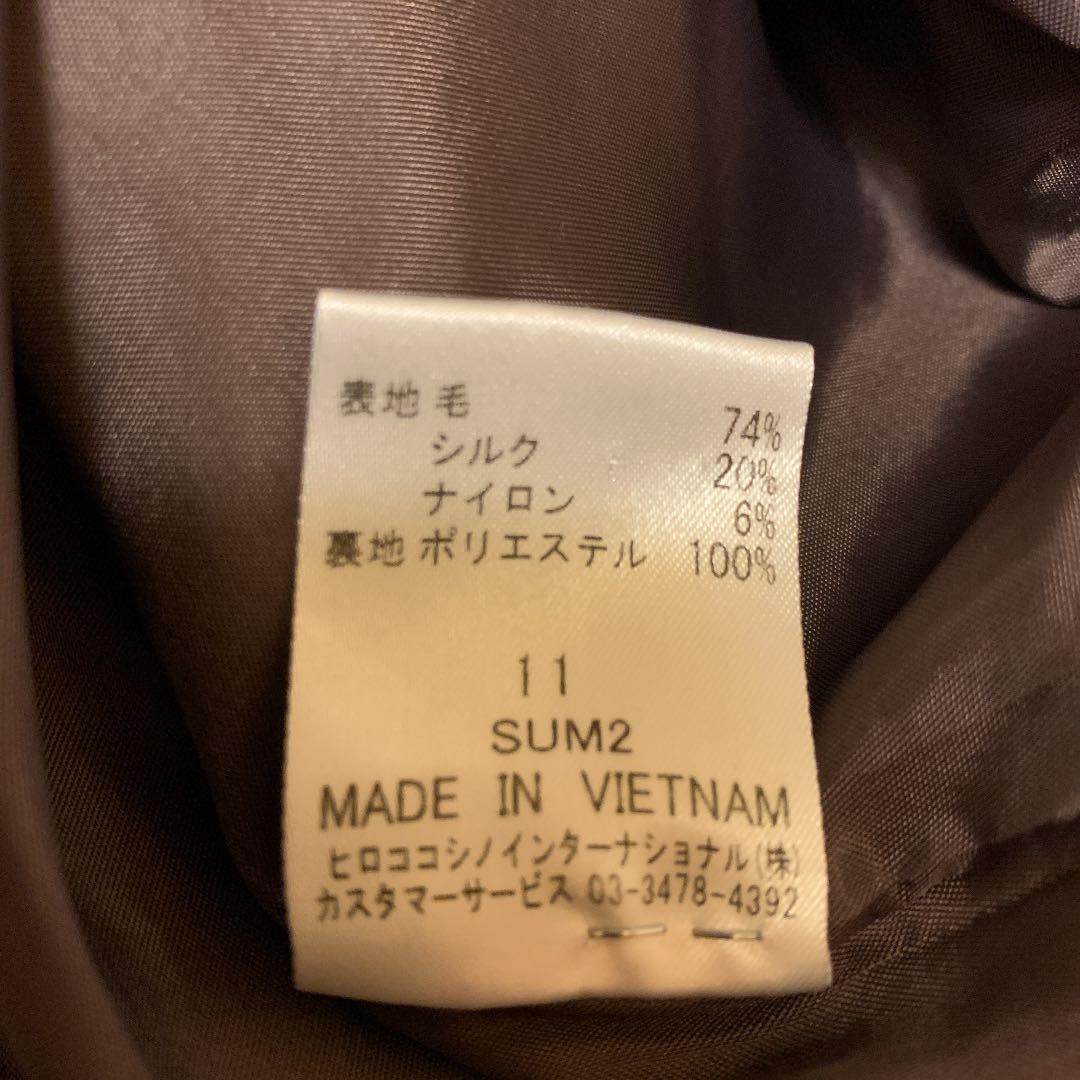 表地 毛 74%
シルク 20%
ナイロン 6%
裏地 ポリエステル 100%
11
SUM2
MADE IN VIETNAM
ヒロココシノインターナショナル(株)
カスタマーサービス 03-3478-4392